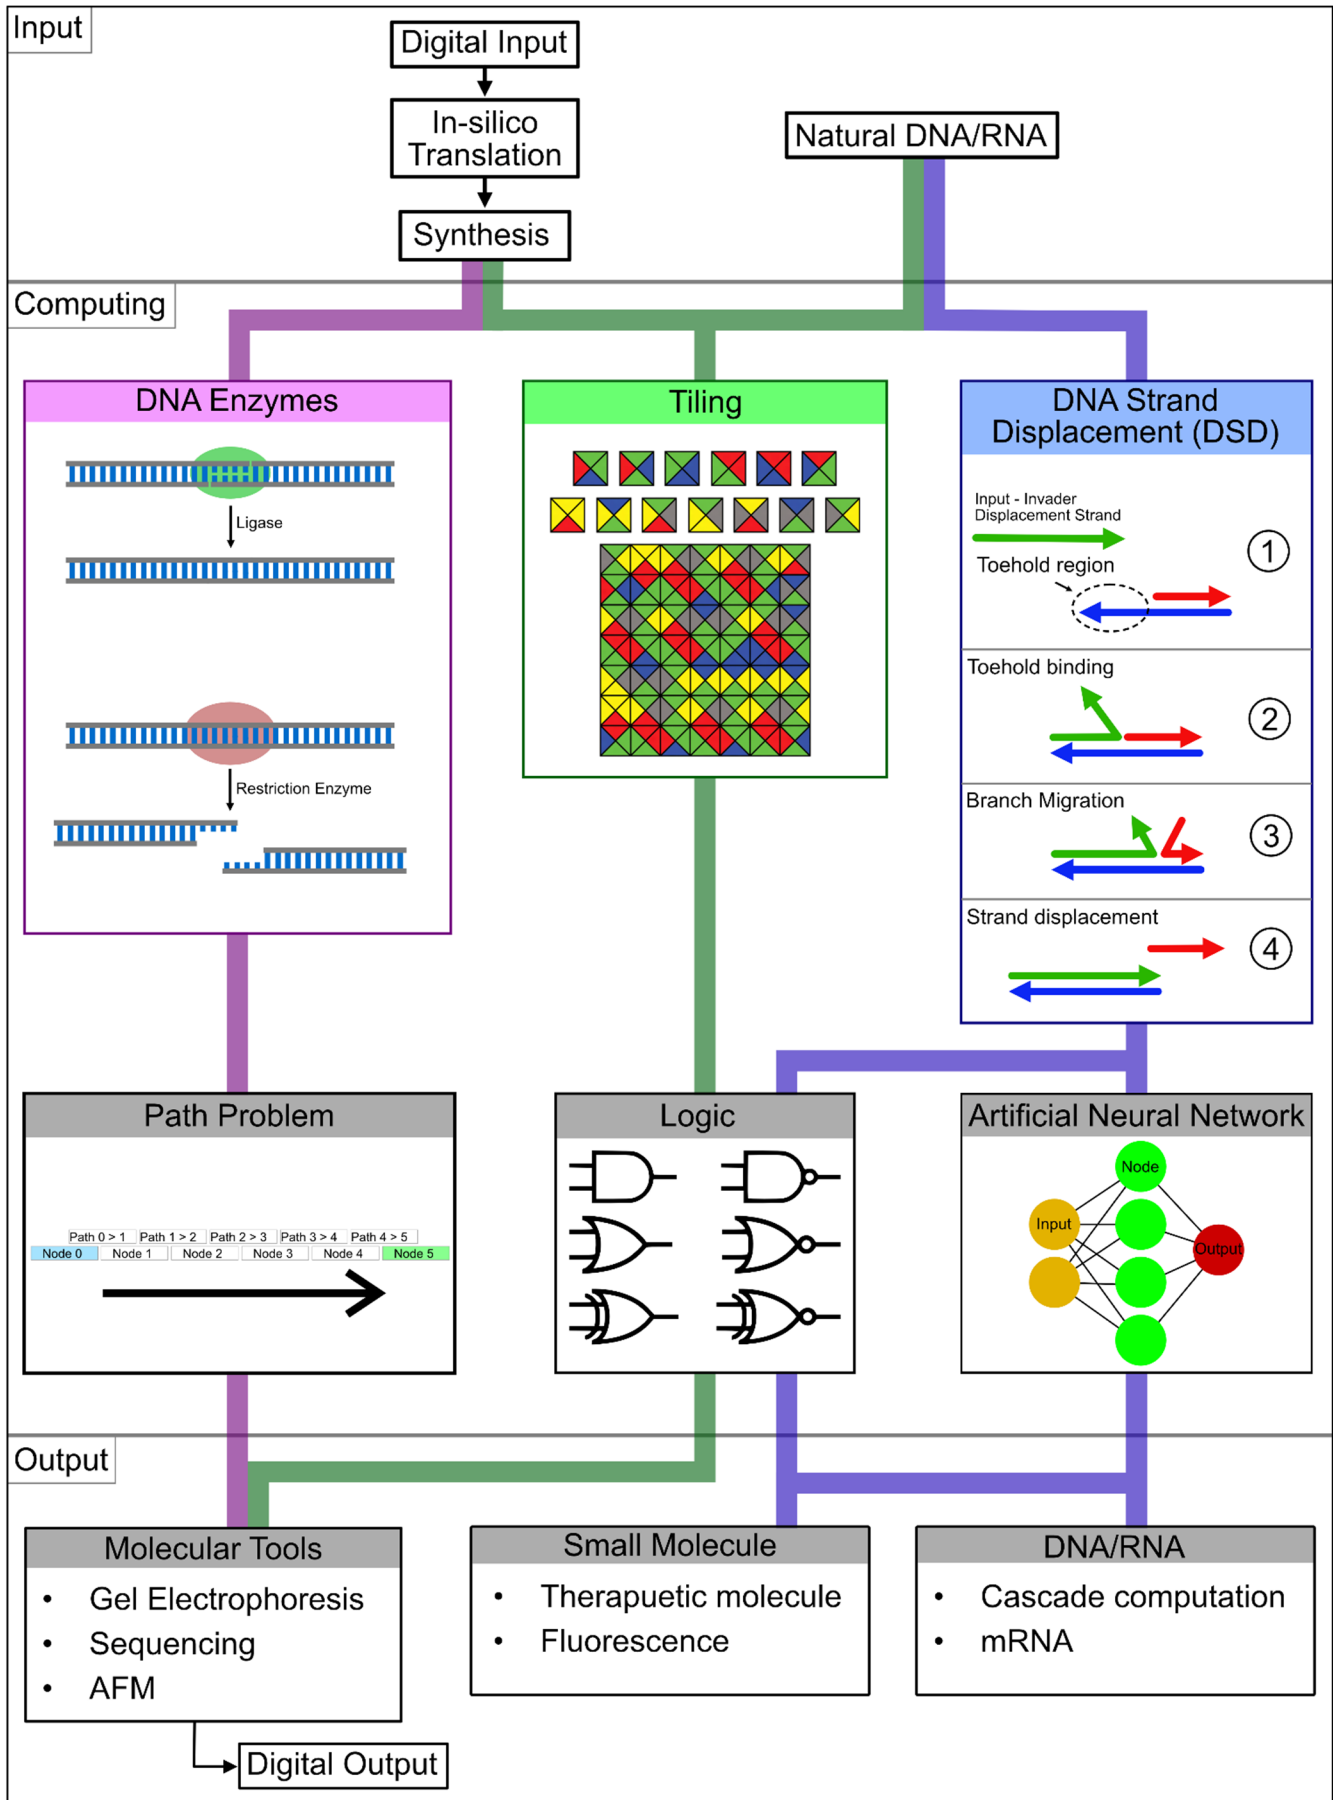 Input
Digital Input
In-silico
Translation
Synthesis
Natural DNA/RNA
Computing
DNA Enzymes
Ligase
Restriction Enzyme
Tiling
DNA Strand
Displacement (DSD)
Input - Invader
Displacement Strand
1
Toehold region
Toehold binding
2
Branch Migration
3
Strand displacement
4
Path Problem
Path 0 > 1 Path 1 > 2 Path 2 > 3 Path 3 > 4 Path 4 > 5
Node 0 Node 1 Node 2 Node 3 Node 4 Node 5
Logic
Artificial Neural Network
Node
Input
Output
Output
Molecular Tools
• Gel Electrophoresis
• Sequencing
• AFM
Digital Output
Small Molecule
• Therapuetic molecule
• Fluorescence
DNA/RNA
• Cascade computation
• mRNA